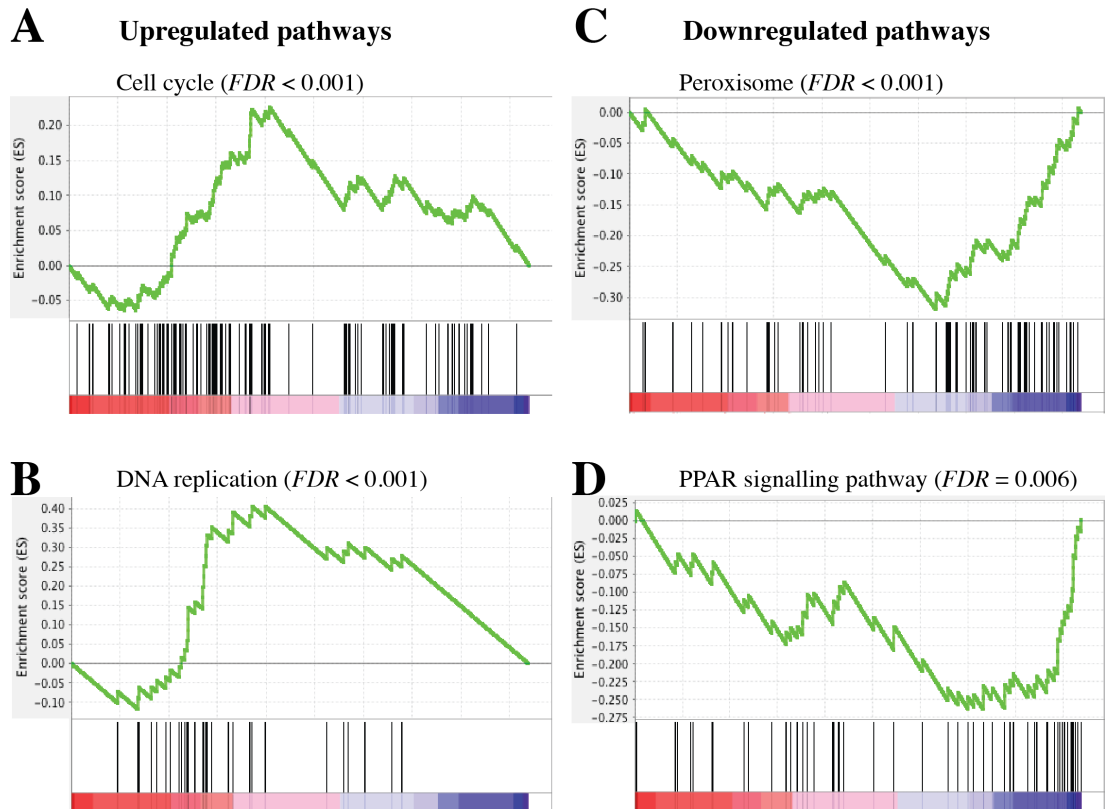 A
Upregulated pathways
Cell cycle (FDR < 0.001)
Enrichment score (ES)
0.20
0.15
0.10
0.05
0.00
−0.05
B
DNA replication (FDR < 0.001)
Enrichment score (ES)
0.40
0.35
0.30
0.25
0.20
0.15
0.10
0.05
0.00
−0.05
−0.10
C
Downregulated pathways
Peroxisome (FDR < 0.001)
Enrichment score (ES)
0.00
−0.05
−0.10
−0.15
−0.20
−0.25
−0.30
D
PPAR signalling pathway (FDR = 0.006)
Enrichment score (ES)
0.025
0.000
−0.025
−0.050
−0.075
−0.100
−0.125
−0.150
−0.175
−0.200
−0.225
−0.250
−0.275